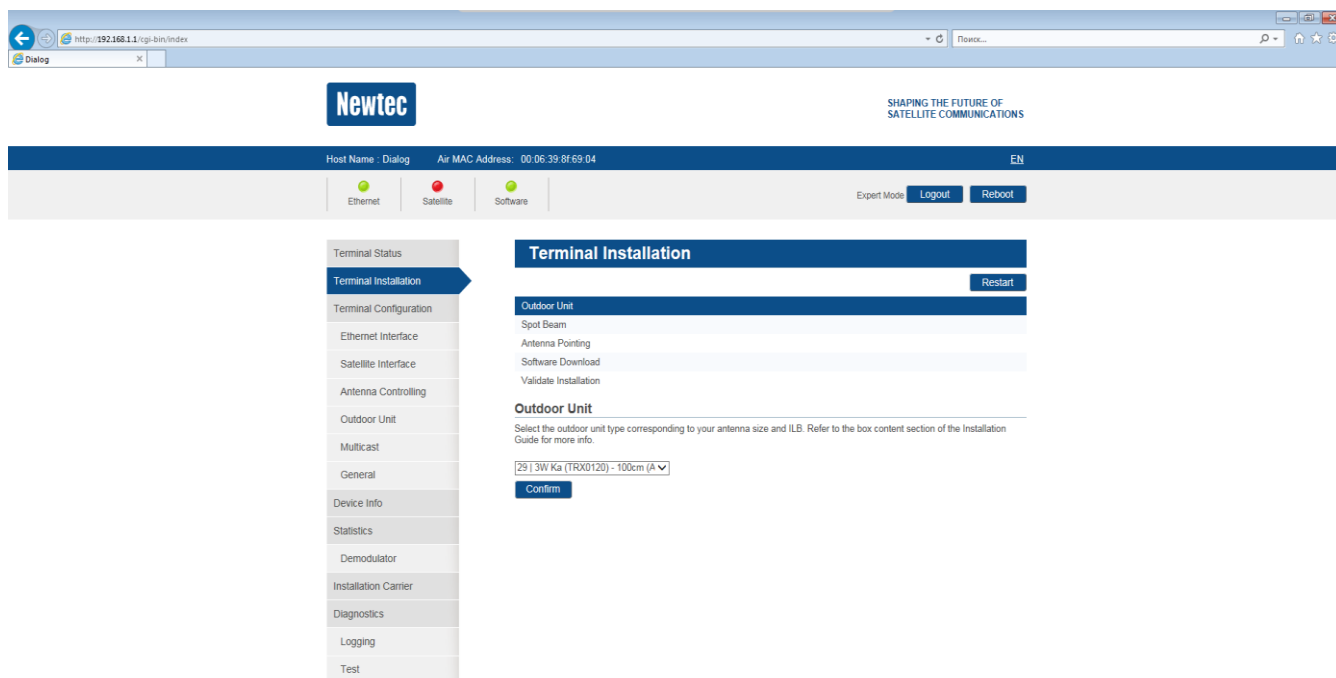 http://192.168.1.1/cgi-bin/index
Поиск...
Dialog
Newtec
SHAPING THE FUTURE OF
SATELLITE COMMUNICATIONS
Host Name : Dialog Air MAC Address: 00:06:39:8f:69:04 EN
Ethernet Satellite Software Expert Mode Logout Reboot
Terminal Status
Terminal Installation
Terminal Configuration
Ethernet Interface
Satellite Interface
Antenna Controlling
Outdoor Unit
Multicast
General
Device Info
Statistics
Demodulator
Installation Carrier
Diagnostics
Logging
Test
Terminal Installation
Restart
Outdoor Unit
Spot Beam
Antenna Pointing
Software Download
Validate Installation
Outdoor Unit
Select the outdoor unit type corresponding to your antenna size and ILB. Refer to the box content section of the Installation
Guide for more info.
29 | 3W Ka (TRX0120) - 100cm (A
Confirm